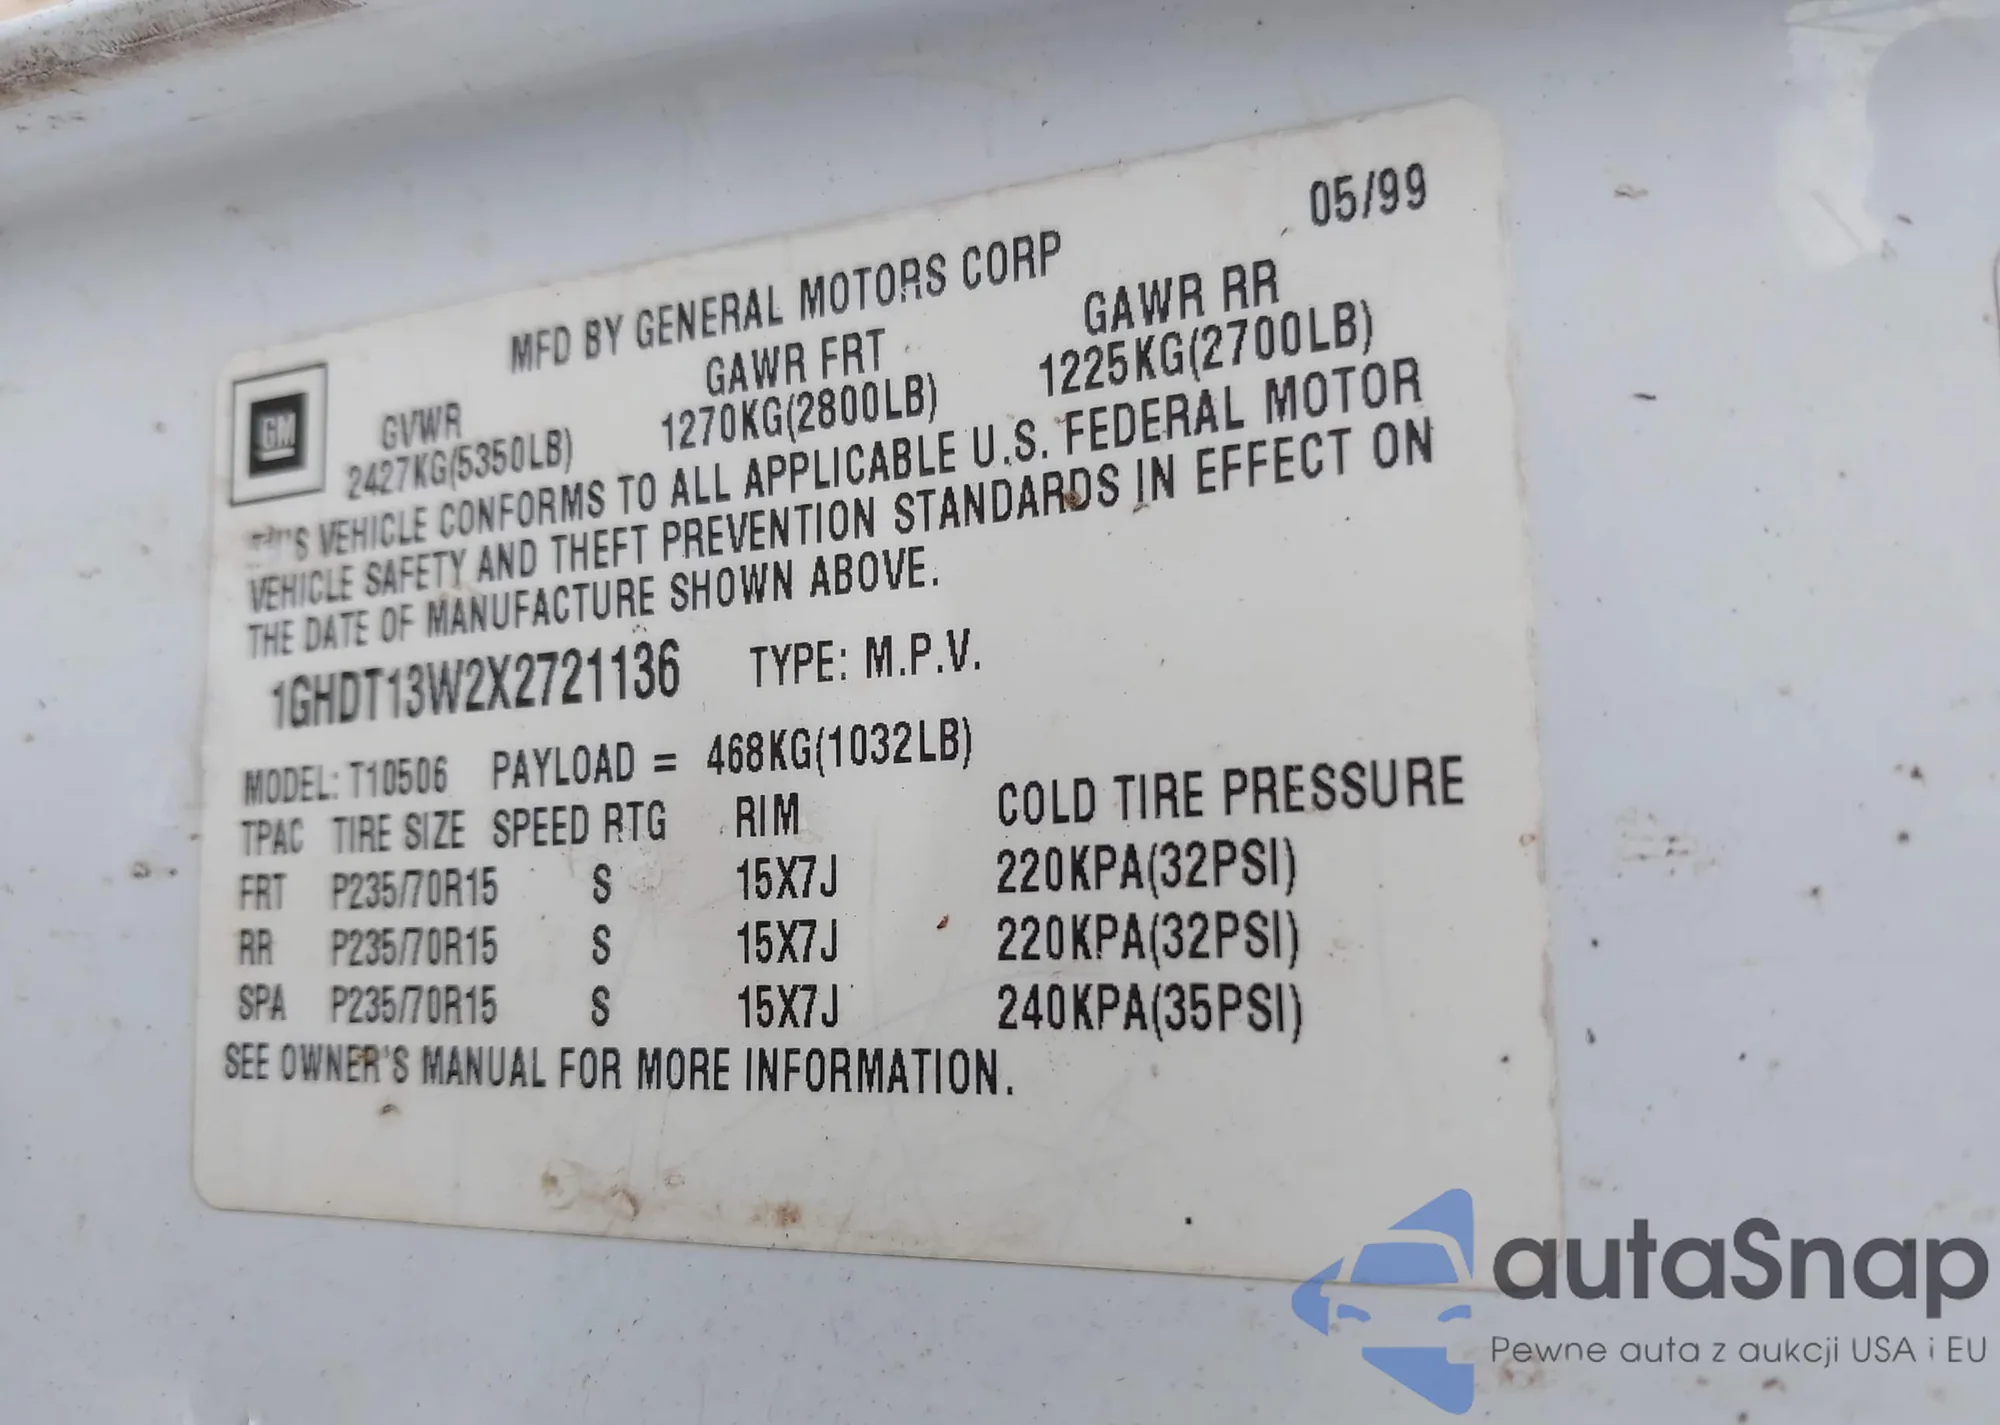 05/99
MFD BY GENERAL MOTORS CORP
GM
GVWR GAWR FRT GAWR RR
2427KG(5350LB) 1270KG(2800LB) 1225KG(2700LB)
VEHICLE CONFORMS TO ALL APPLICABLE U.S. FEDERAL MOTOR
VEHICLE SAFETY AND THEFT PREVENTION STANDARDS IN EFFECT ON
THE DATE OF MANUFACTURE SHOWN ABOVE.
1GHDT13W2X2721136 TYPE: M.P.V.
MODEL: T10506 PAYLOAD = 468KG(1032LB)
TPAC TIRE SIZE SPEED RTG RIM COLD TIRE PRESSURE
FRT P235/70R15 S 15X7J 220KPA(32PSI)
RR P235/70R15 S 15X7J 220KPA(32PSI)
SPA P235/70R15 S 15X7J 240KPA(35PSI)
SEE OWNER'S MANUAL FOR MORE INFORMATION.
autaSnap
Pewne auta z aukcji USA i EU